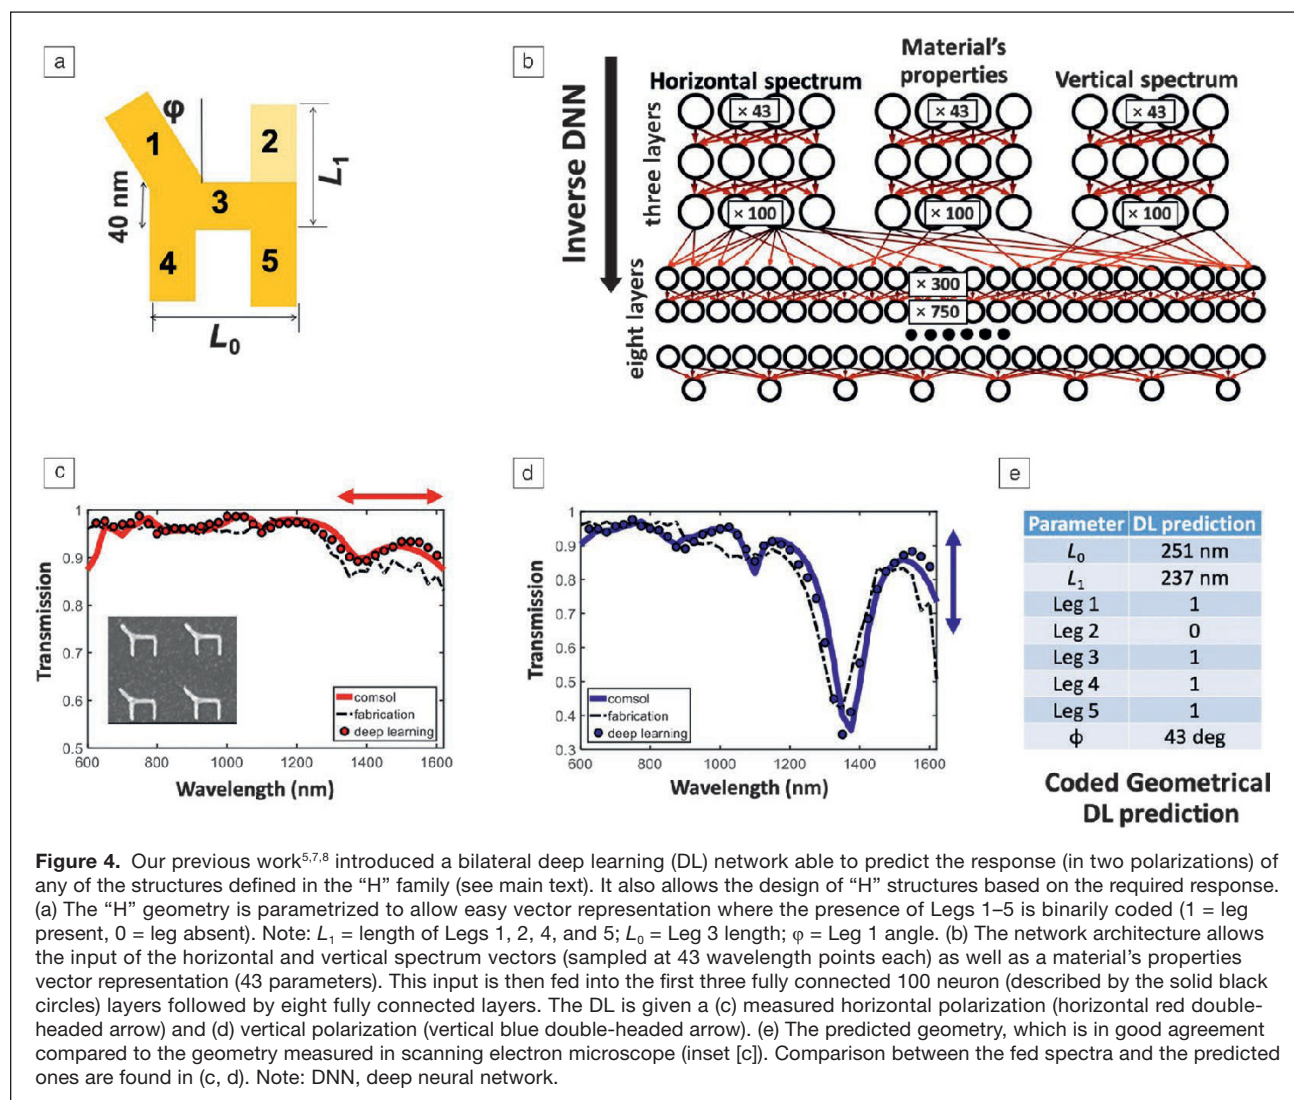 a
φ
1
2
3
4
5
40 nm
L1
L0
b
Inverse DNN
three layers
eight layers
Horizontal spectrum
Material's
properties
Vertical spectrum
× 43
× 43
× 43
× 100
× 100
× 100
× 300
× 750
c
Transmission
1
0.9
0.8
0.7
0.6
0.5
600 800 1000 1200 1400 1600
Wavelength (nm)
comsol
fabrication
deep learning
d
Transmission
1
0.9
0.8
0.7
0.6
0.5
0.4
0.3
600 800 1000 1200 1400 1600
Wavelength (nm)
comsol
fabrication
deep learning
e
Parameter DL prediction
L0 251 nm
L1 237 nm
Leg 1 1
Leg 2 0
Leg 3 1
Leg 4 1
Leg 5 1
ϕ 43 deg
Coded Geometrical
DL prediction
Figure 4. Our previous work5,7,8 introduced a bilateral deep learning (DL) network able to predict the response (in two polarizations) of
any of the structures defined in the “H” family (see main text). It also allows the design of “H” structures based on the required response.
(a) The “H” geometry is parametrized to allow easy vector representation where the presence of Legs 1–5 is binarily coded (1 = leg
present, 0 = leg absent). Note: L1 = length of Legs 1, 2, 4, and 5; L0 = Leg 3 length; φ = Leg 1 angle. (b) The network architecture allows
the input of the horizontal and vertical spectrum vectors (sampled at 43 wavelength points each) as well as a material's properties
vector representation (43 parameters). This input is then fed into the first three fully connected 100 neuron (described by the solid black
circles) layers followed by eight fully connected layers. The DL is given a (c) measured horizontal polarization (horizontal red double-
headed arrow) and (d) vertical polarization (vertical blue double-headed arrow). (e) The predicted geometry, which is in good agreement
compared to the geometry measured in scanning electron microscope (inset [c]). Comparison between the fed spectra and the predicted
ones are found in (c, d). Note: DNN, deep neural network.